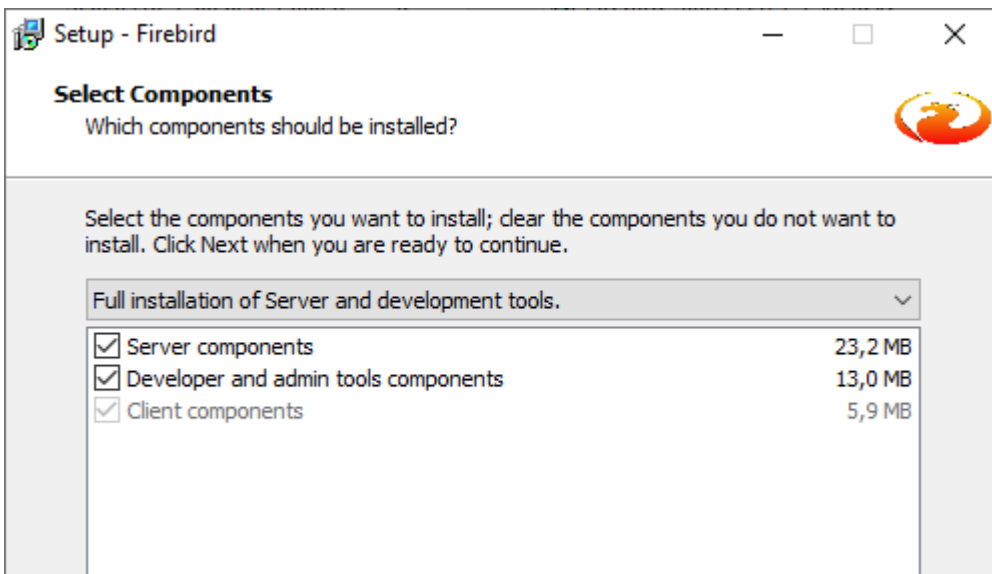 Setup - Firebird
Select Components
Which components should be installed?
Select the components you want to install; clear the components you do not want to
install. Click Next when you are ready to continue.
Full installation of Server and development tools.
Server components 23,2 MB
Developer and admin tools components 13,0 MB
Client components 5,9 MB